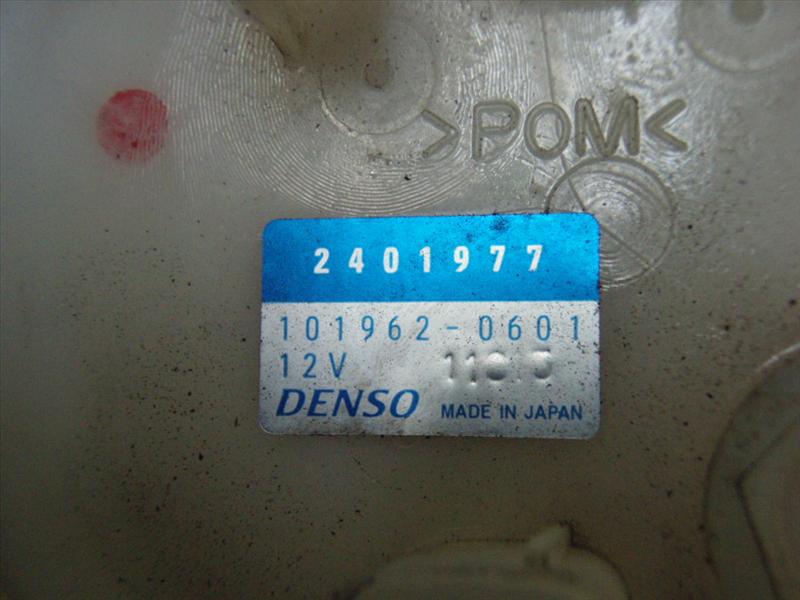 >POM<
2401977
101962-0601
12V
DENSO MADE IN JAPAN